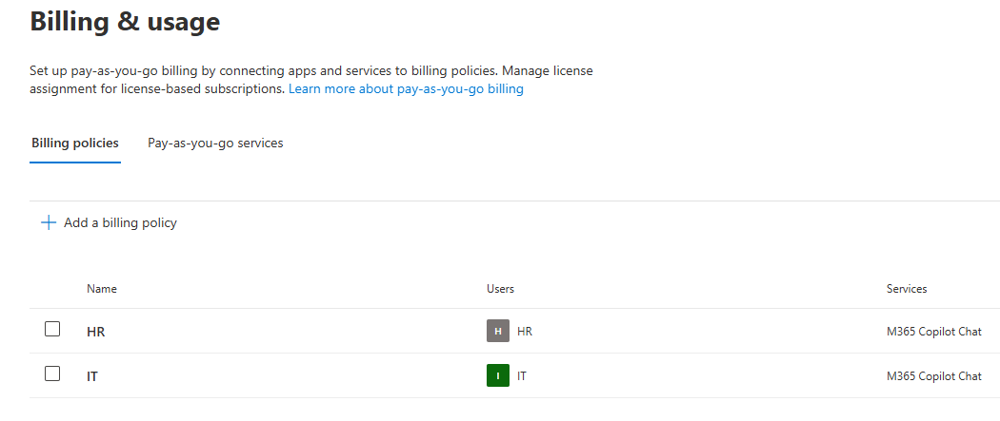 Billing & usage
Set up pay-as-you-go billing by connecting apps and services to billing policies. Manage license
assignment for license-based subscriptions. Learn more about pay-as-you-go billing
Billing policies Pay-as-you-go services
Add a billing policy
Name Users Services
HR H HR M365 Copilot Chat
IT I IT M365 Copilot Chat